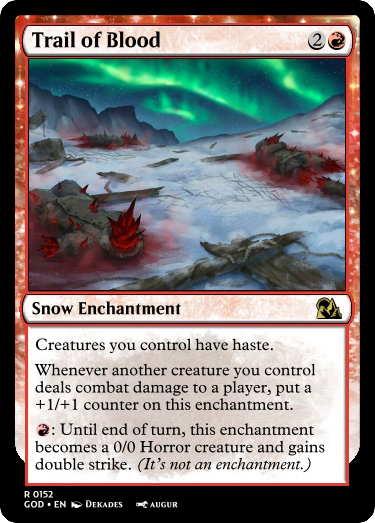 Trail of Blood 2
Snow Enchantment
Creatures you control have haste.
Whenever another creature you control
deals combat damage to a player, put a
+1/+1 counter on this enchantment.
: Until end of turn, this enchantment
becomes a 0/0 Horror creature and gains
double strike. (It's not an enchantment.)
R 0152
GOD • EN DEKADES AUGUR